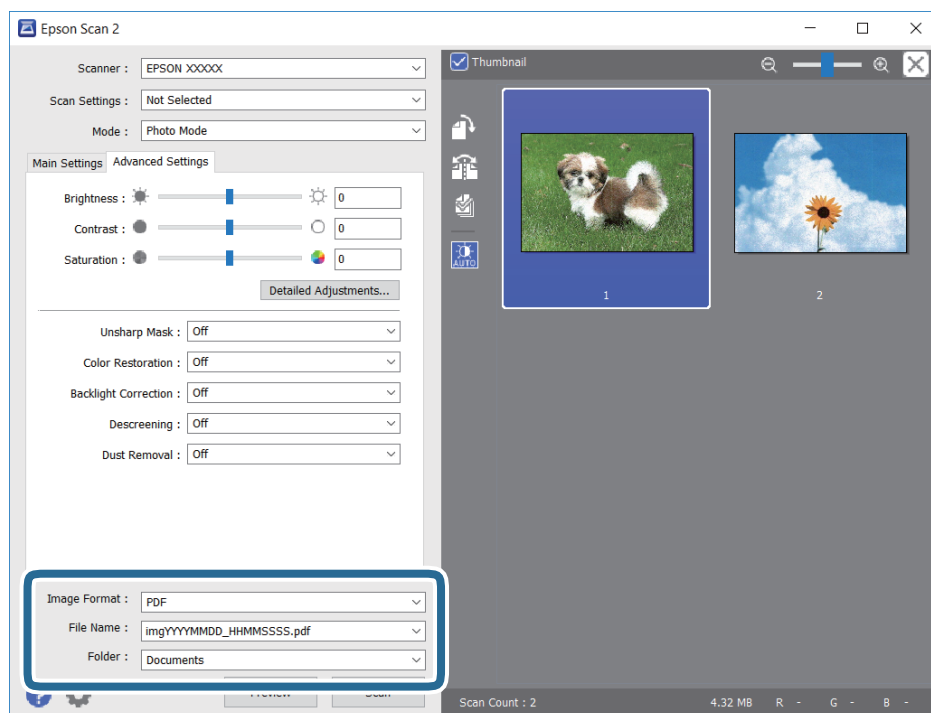 Epson Scan 2
Scanner : EPSON XXXXX
Scan Settings : Not Selected
Mode : Photo Mode
Main Settings Advanced Settings
Brightness : 0
Contrast : 0
Saturation : 0
Detailed Adjustments...
Unsharp Mask : Off
Color Restoration : Off
Backlight Correction : Off
Descreening : Off
Dust Removal : Off
Image Format : PDF
File Name : imgYYYYMMDD_HHMMSSSS.pdf
Folder : Documents
Preview Scan
Thumbnail
AUTO
1 2
Scan Count : 2 4.32 MB R - G - B -